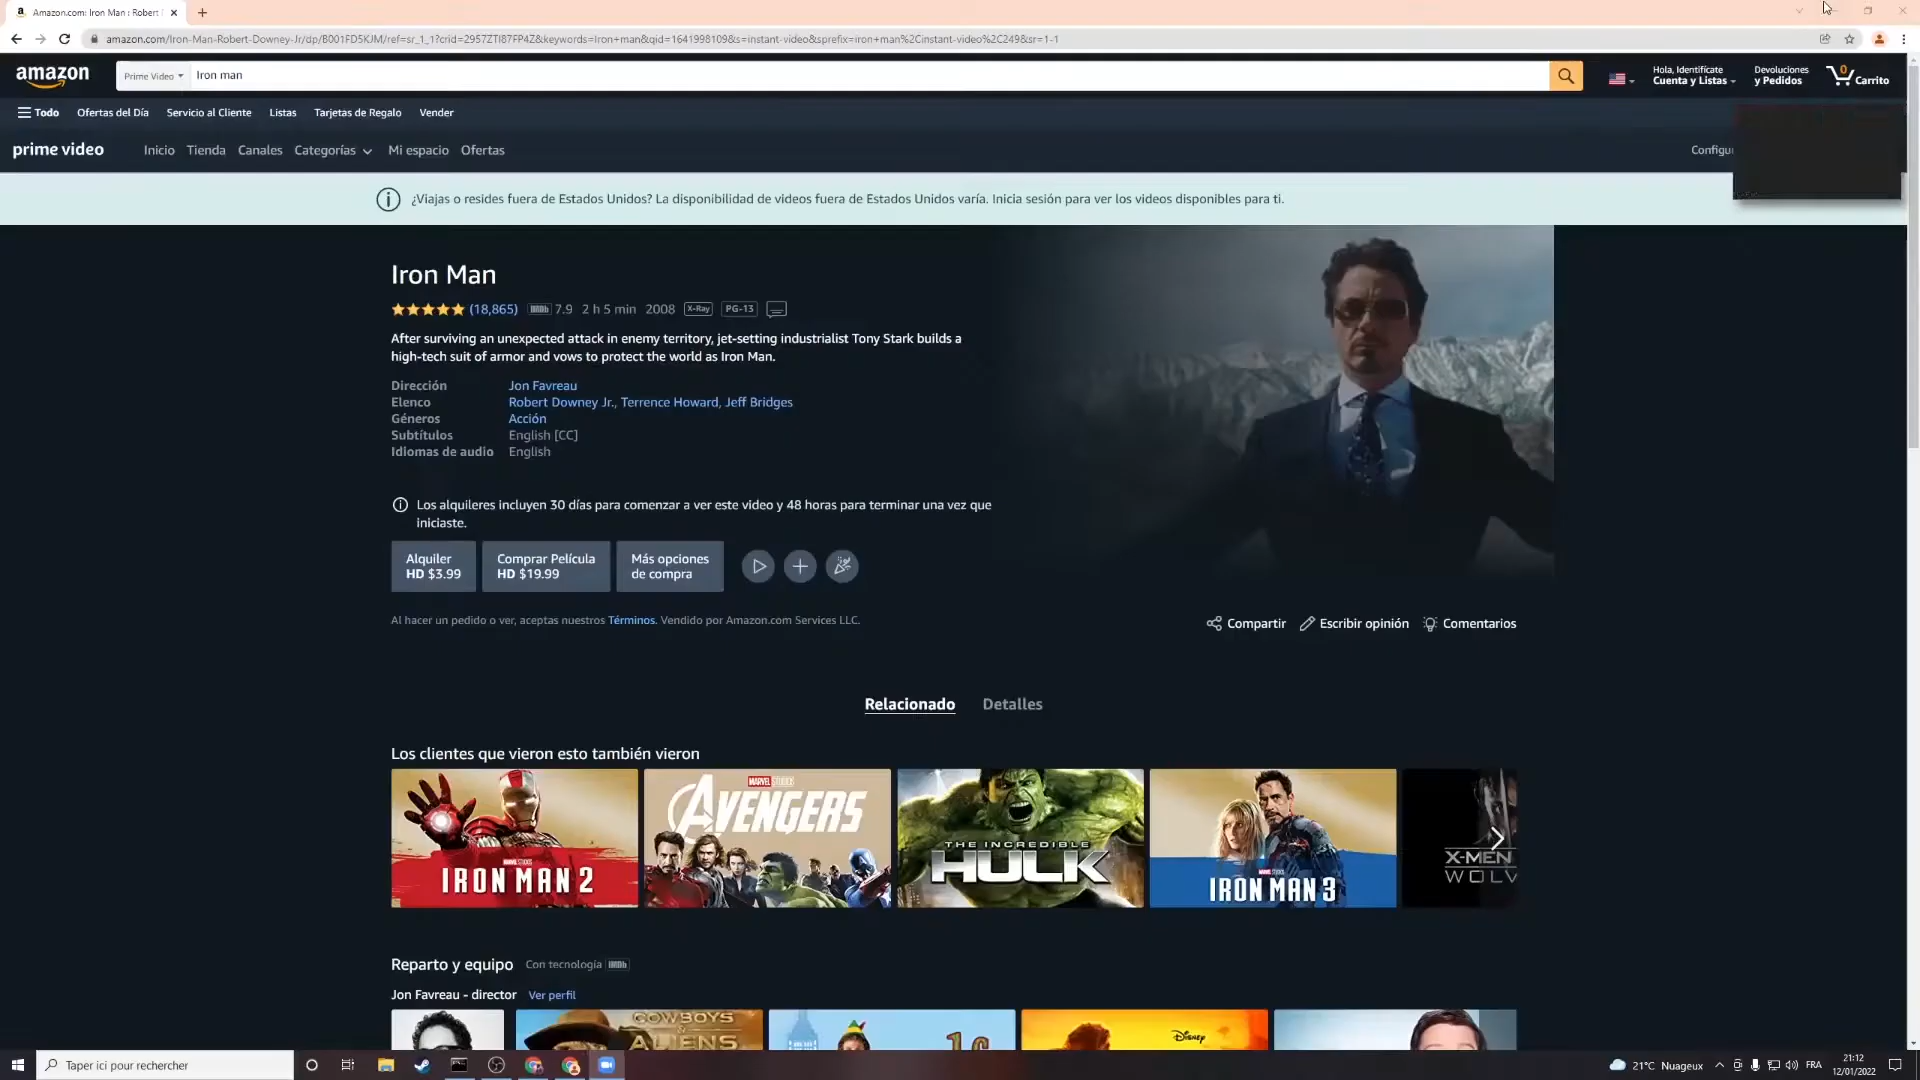 Amazon.com: Iron Man : Robert
amazon.com/Iron-Man-Robert-Downey-Jr/dp/B001FD5KJM/ref=sr_1_1?crid=2957ZTI87FP4Z&keywords=Iron+man&qid=1641998109&s=instant-video&sprefix=iron+man%2Cinstant-video%2C249&sr=1-1
amazon
Prime Video
Iron man
Hola, Identifícate
Cuenta y Listas
Devoluciones
y Pedidos
0
Carrito
Todo
Ofertas del Día
Servicio al Cliente
Listas
Tarjetas de Regalo
Vender
prime video
Inicio
Tienda
Canales
Categorías
Mi espacio
Ofertas
¿Viajas o resides fuera de Estados Unidos? La disponibilidad de videos fuera de Estados Unidos varía. Inicia sesión para ver los videos disponibles para ti.
Iron Man
(18,865) IMDb 7.9 2 h 5 min 2008 X-Ray PG-13
After surviving an unexpected attack in enemy territory, jet-setting industrialist Tony Stark builds a
high-tech suit of armor and vows to protect the world as Iron Man.
Dirección Jon Favreau
Elenco Robert Downey Jr., Terrence Howard, Jeff Bridges
Géneros Acción
Subtítulos English [CC]
Idiomas de audio English
Los alquileres incluyen 30 días para comenzar a ver este video y 48 horas para terminar una vez que
iniciaste.
Alquiler
HD $3.99
Comprar Película
HD $19.99
Más opciones
de compra
Al hacer un pedido o ver, aceptas nuestros Términos. Vendido por Amazon.com Services LLC.
Compartir
Escribir opinión
Comentarios
Relacionado
Detalles
Los clientes que vieron esto también vieron
MARVEL STUDIOS
IRON MAN 2
MARVEL STUDIOS
AVENGERS
THE INCREDIBLE
HULK
MARVEL STUDIOS
IRON MAN 3
X-MEN
WOLV
Reparto y equipo
Con tecnología IMDb
Jon Favreau - director
Ver perfil
COWBOYS
&
ALIENS
Disney
Taper ici pour rechercher
21°C Nuageux
FRA
21:12
12/01/2022